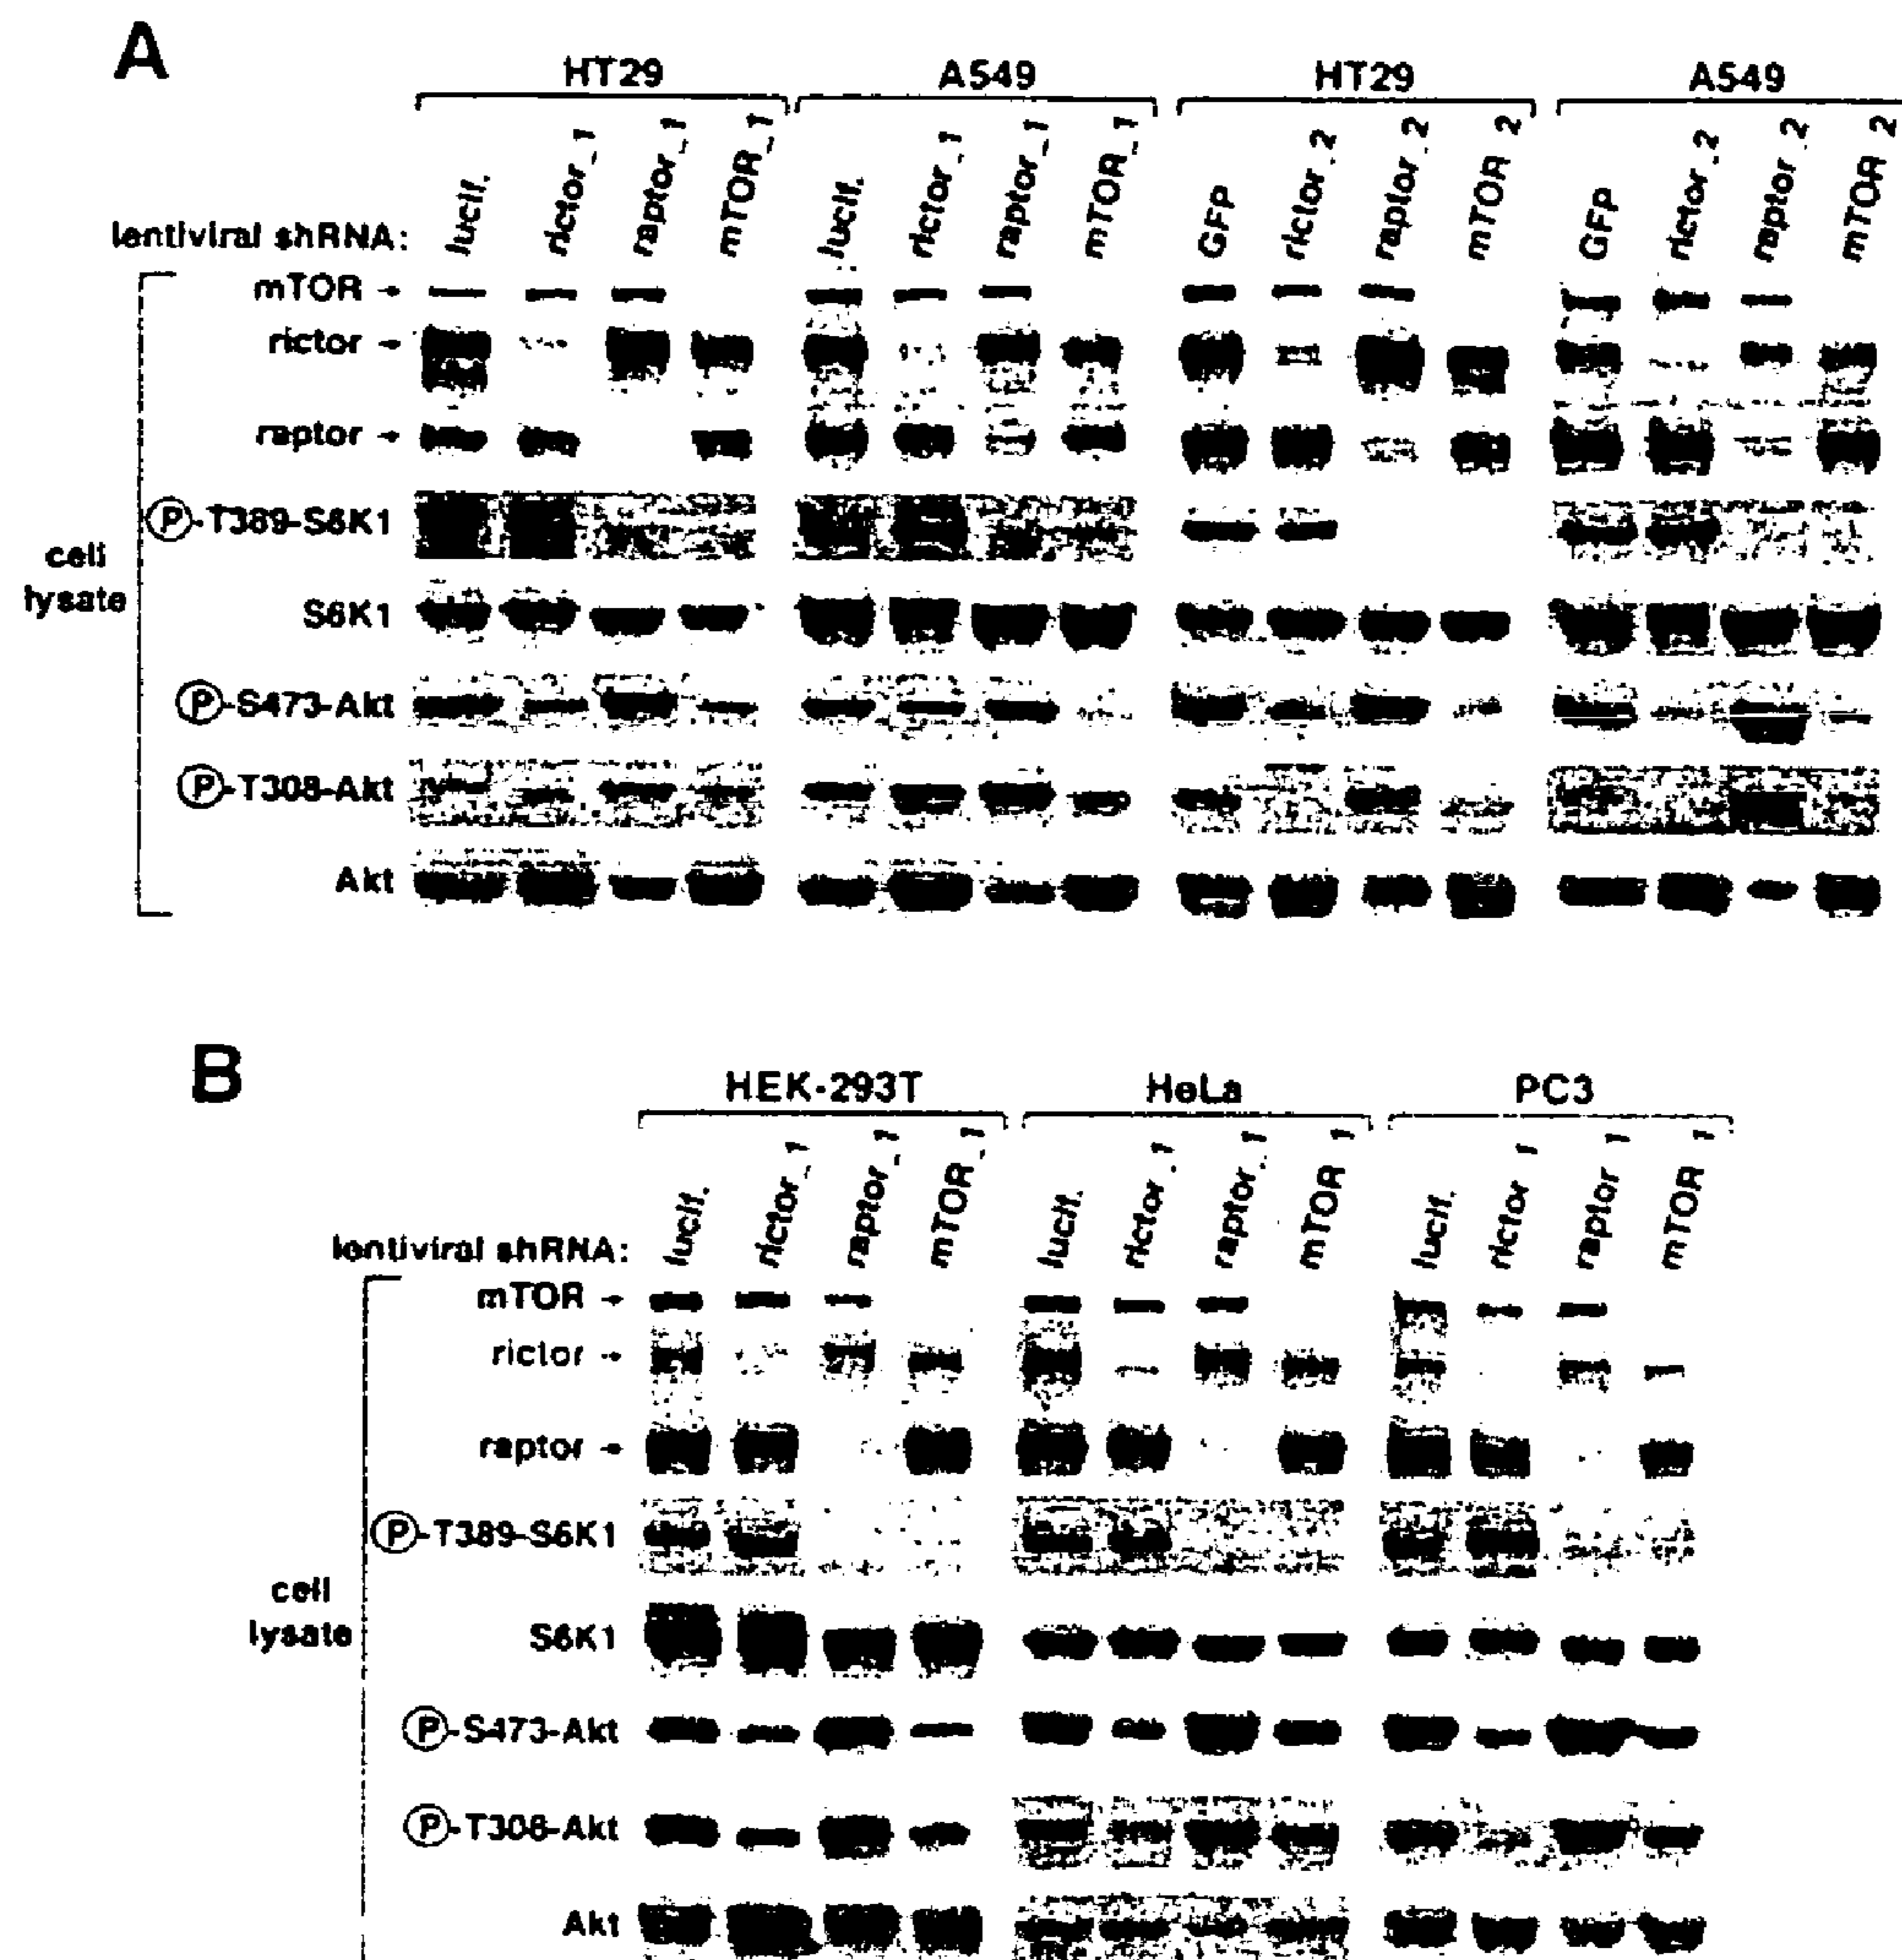 A
HT29 A549 HT29 A549
lentiviral shRNA: lucif. rictor_1 raptor_1 mTOR_1 lucif. rictor_1 raptor_1 mTOR_1 GFP rictor_2 raptor_2 mTOR_2 GFP rictor_2 raptor_2 mTOR_2
mTOR
rictor
raptor
P-T389-S6K1
cell
lysate
S6K1
P-S473-Akt
P-T308-Akt
Akt
B
HEK-293T HeLa PC3
lentiviral shRNA: lucif. rictor_1 raptor_1 mTOR_1 lucif. rictor_1 raptor_1 mTOR_1 lucif. rictor_1 raptor_1 mTOR_1
mTOR
rictor
raptor
P-T389-S6K1
cell
lysate
S6K1
P-S473-Akt
P-T308-Akt
Akt